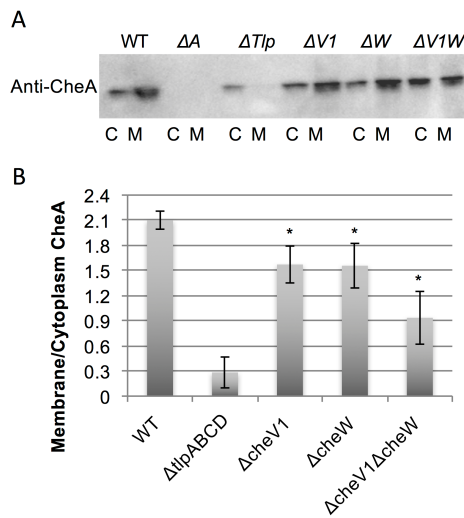 A
WT ΔA ΔTlp ΔV1 ΔW ΔV1W
Anti-CheA
C M C M C M C M C M C M
B
Membrane/Cytoplasm CheA
2.4
2.1
1.8
1.5
1.2
0.9
0.6
0.3
0
* * *
WT
ΔtlpABCD
ΔcheV1
ΔcheW
ΔcheV1ΔcheW